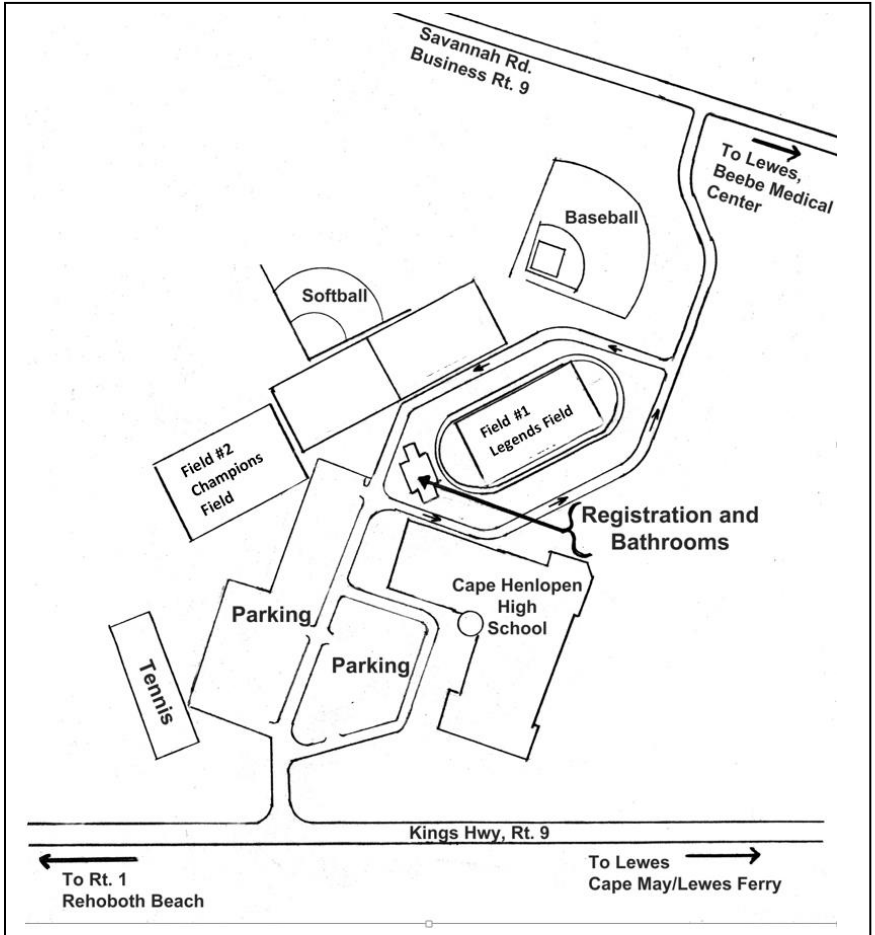 Savannah Rd.
Business Rt. 9
To Lewes,
Beebe Medical
Center
Baseball
Softball
Field #1
Legends Field
Field #2
Champions
Field
Registration and
Bathrooms
Cape Henlopen
High
School
Parking
Parking
Tennis
Kings Hwy, Rt. 9
To Rt. 1
Rehoboth Beach
To Lewes
Cape May/Lewes Ferry